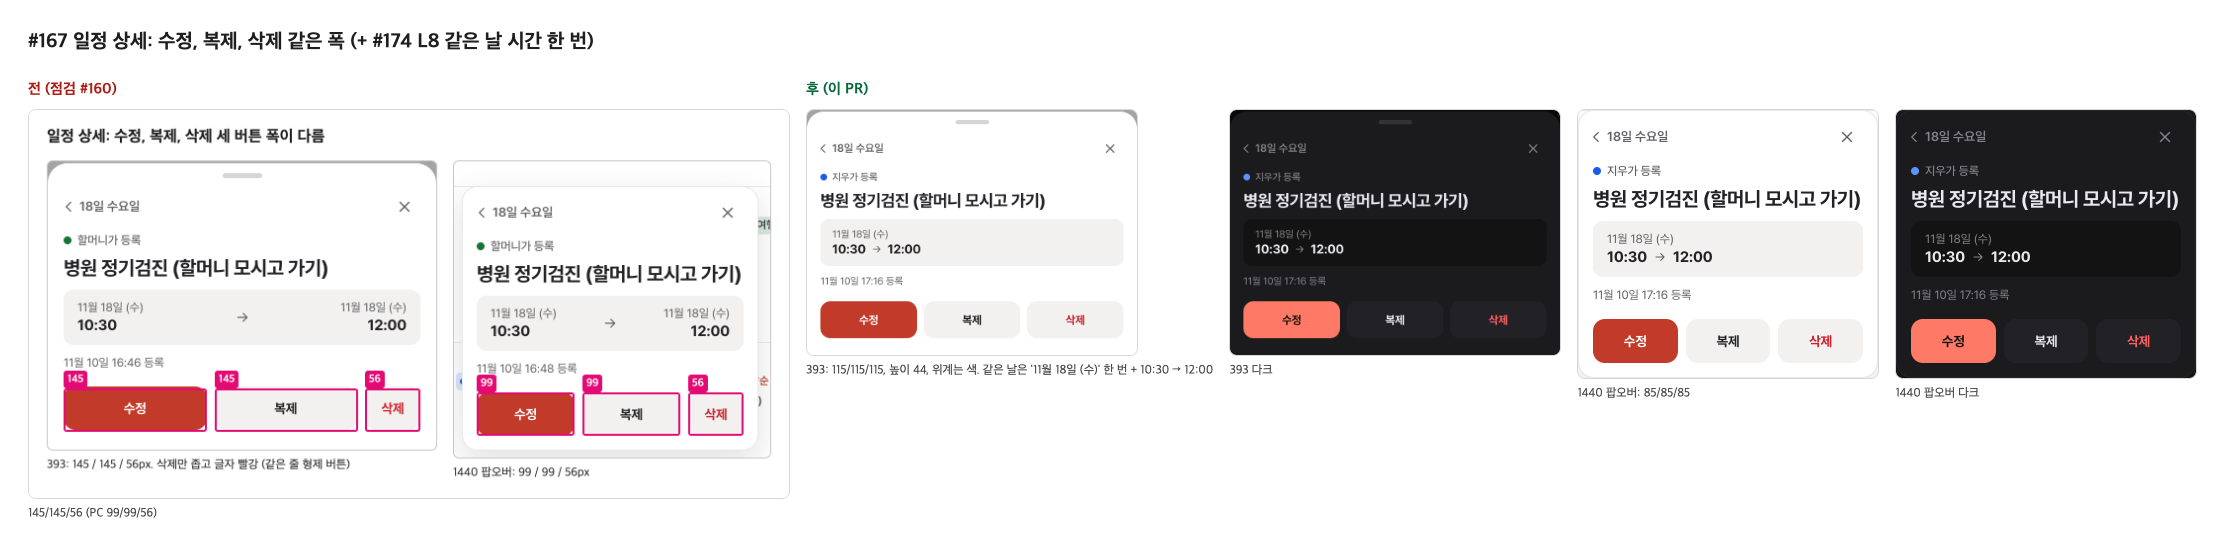 #167 일정 상세: 수정, 복제, 삭제 같은 폭 (+ #174 L8 같은 날 시간 한 번)
전 (점검 #160)
일정 상세: 수정, 복제, 삭제 세 버튼 폭이 다름
18일 수요일
할머니가 등록
병원 정기검진 (할머니 모시고 가기)
11월 18일 (수)
11월 18일 (수)
10:30
→
12:00
11월 10일 16:46 등록
145
145
56
수정
복제
삭제
393: 145 / 145 / 56px. 삭제만 좁고 글자 빨강 (같은 줄 형제 버튼)
18일 수요일
할머니가 등록
병원 정기검진 (할머니 모시고 가기)
11월 18일 (수)
11월 18일 (수)
10:30
→
12:00
11월 10일 16:48 등록
99
99
56
수정
복제
삭제
1440 팝오버: 99 / 99 / 56px
145/145/56 (PC 99/99/56)
후 (이 PR)
18일 수요일
지우가 등록
병원 정기검진 (할머니 모시고 가기)
11월 18일 (수)
10:30 → 12:00
11월 10일 17:16 등록
수정
복제
삭제
393: 115/115/115, 높이 44, 위계는 색. 같은 날은 '11월 18일 (수)' 한 번 + 10:30 → 12:00
18일 수요일
지우가 등록
병원 정기검진 (할머니 모시고 가기)
11월 18일 (수)
10:30 → 12:00
11월 10일 17:16 등록
수정
복제
삭제
393 다크
18일 수요일
지우가 등록
병원 정기검진 (할머니 모시고 가기)
11월 18일 (수)
10:30 → 12:00
11월 10일 17:16 등록
수정
복제
삭제
1440 팝오버: 85/85/85
18일 수요일
지우가 등록
병원 정기검진 (할머니 모시고 가기)
11월 18일 (수)
10:30 → 12:00
11월 10일 17:16 등록
수정
복제
삭제
1440 팝오버 다크